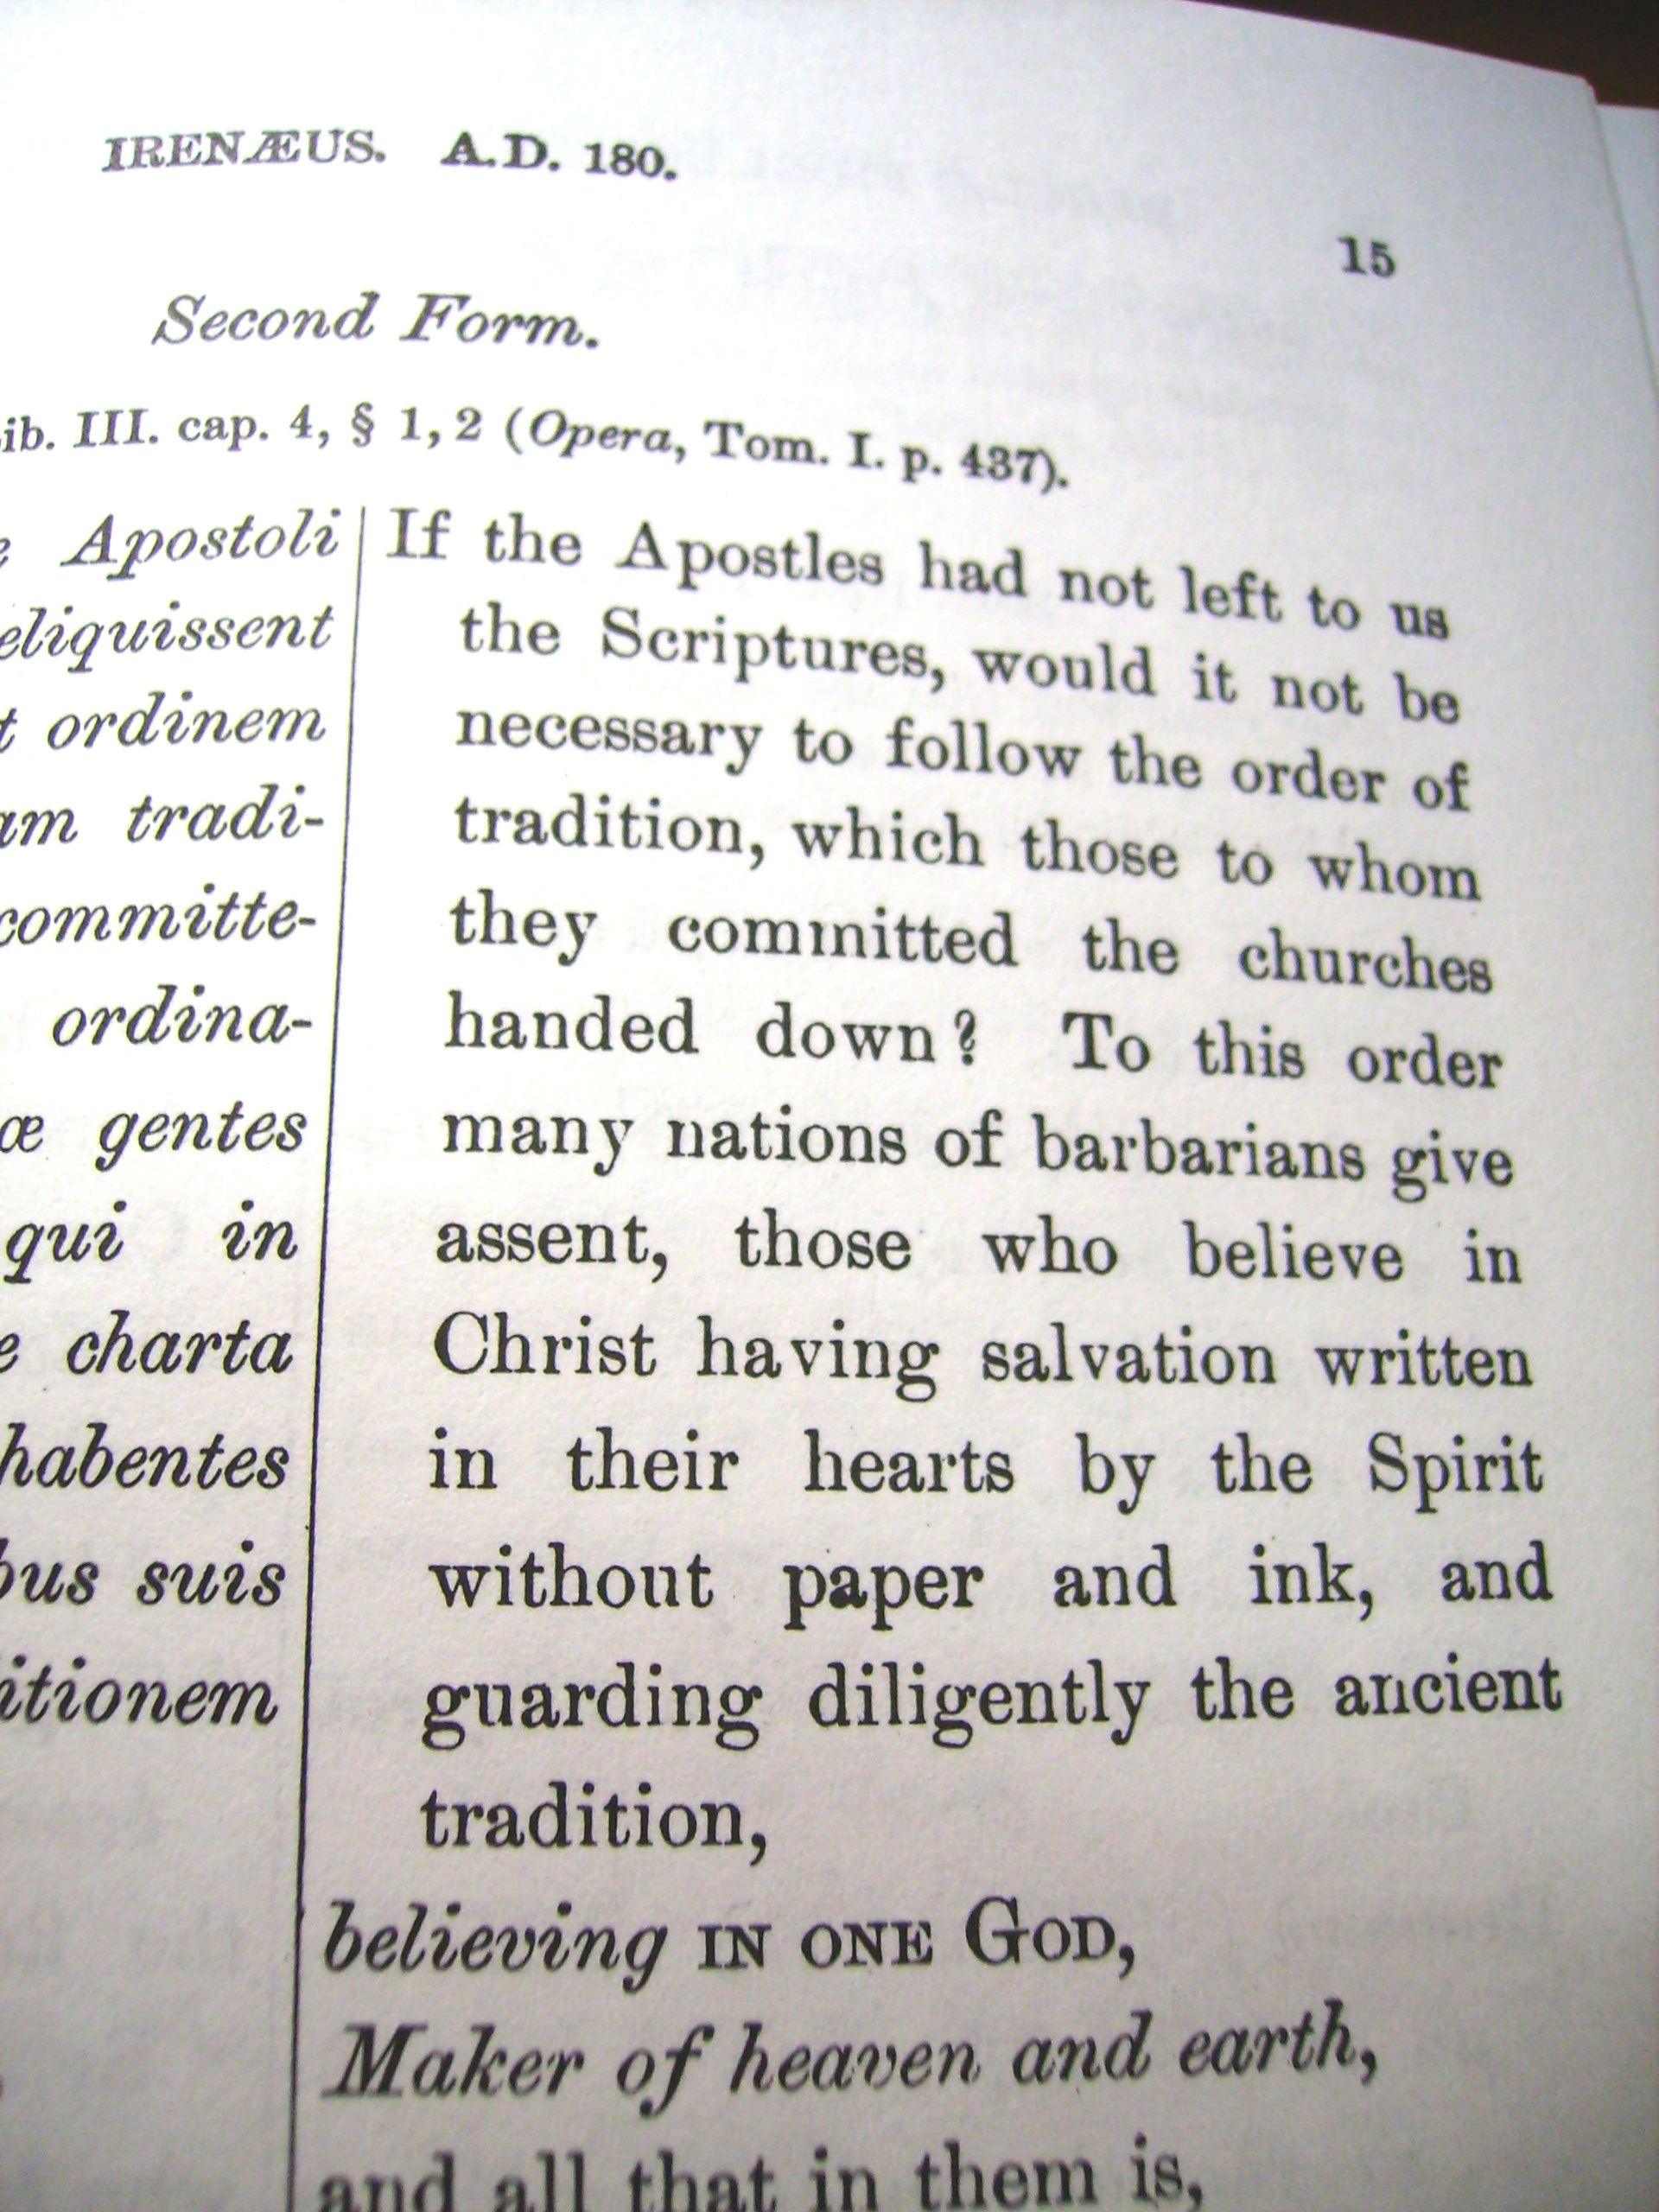 IRENÆUS. A.D. 180.
15
Second Form.
ib. III. cap. 4, § 1, 2 (Opera, Tom. I. p. 437).
Apostoli
eliquissent
ordinem
am tradi-
committe-
ordina-
æ gentes
qui in
charta
habentes
bus suis
itionem
If the Apostles had not left to us
the Scriptures, would it not be
necessary to follow the order of
tradition, which those to whom
they committed the churches
handed down? To this order
many nations of barbarians give
assent, those who believe in
Christ having salvation written
in their hearts by the Spirit
without paper and ink, and
guarding diligently the ancient
tradition,
believing IN ONE GOD,
Maker of heaven and earth,
and all that in them is,